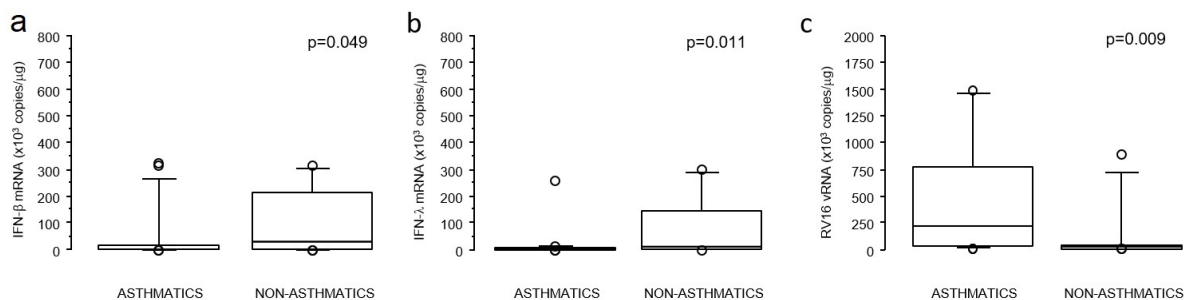 a
p=0.049
IFN-β mRNA (x10³ copies/μg)
800
700
600
500
400
300
200
100
0
ASTHMATICS NON-ASTHMATICS
b
p=0.011
IFN-λ mRNA (x10³ copies/μg)
800
700
600
500
400
300
200
100
0
ASTHMATICS NON-ASTHMATICS
c
p=0.009
RV16 vRNA (x10³ copies/μg)
2000
1750
1500
1250
1000
750
500
250
0
ASTHMATICS NON-ASTHMATICS